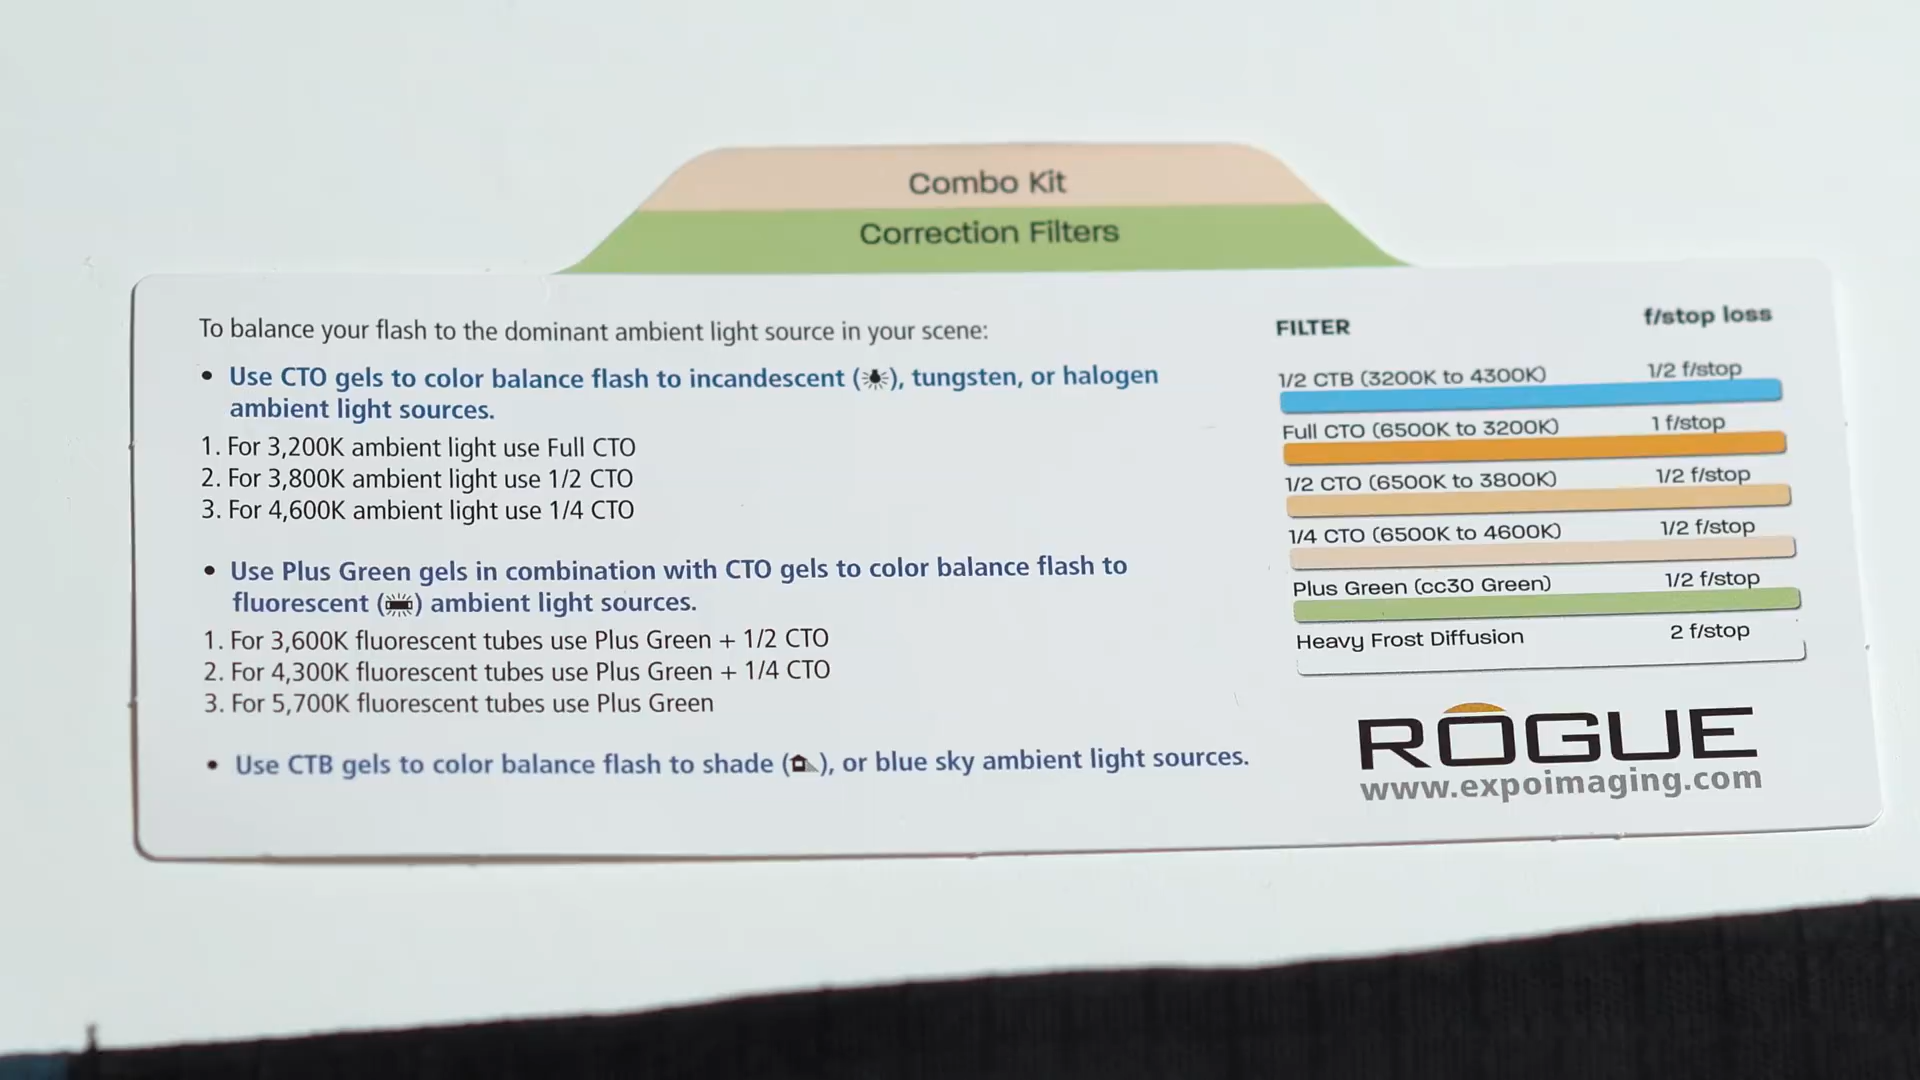 Combo Kit
Correction Filters
To balance your flash to the dominant ambient light source in your scene:
• Use CTO gels to color balance flash to incandescent (), tungsten, or halogen
ambient light sources.
1. For 3,200K ambient light use Full CTO
2. For 3,800K ambient light use 1/2 CTO
3. For 4,600K ambient light use 1/4 CTO
• Use Plus Green gels in combination with CTO gels to color balance flash to
fluorescent () ambient light sources.
1. For 3,600K fluorescent tubes use Plus Green + 1/2 CTO
2. For 4,300K fluorescent tubes use Plus Green + 1/4 CTO
3. For 5,700K fluorescent tubes use Plus Green
• Use CTB gels to color balance flash to shade (), or blue sky ambient light sources.
FILTER f/stop loss
1/2 CTB (3200K to 4300K) 1/2 f/stop
Full CTO (6500K to 3200K) 1 f/stop
1/2 CTO (6500K to 3800K) 1/2 f/stop
1/4 CTO (6500K to 4600K) 1/2 f/stop
Plus Green (cc30 Green) 1/2 f/stop
Heavy Frost Diffusion 2 f/stop
ROGUE
www.expoimaging.com